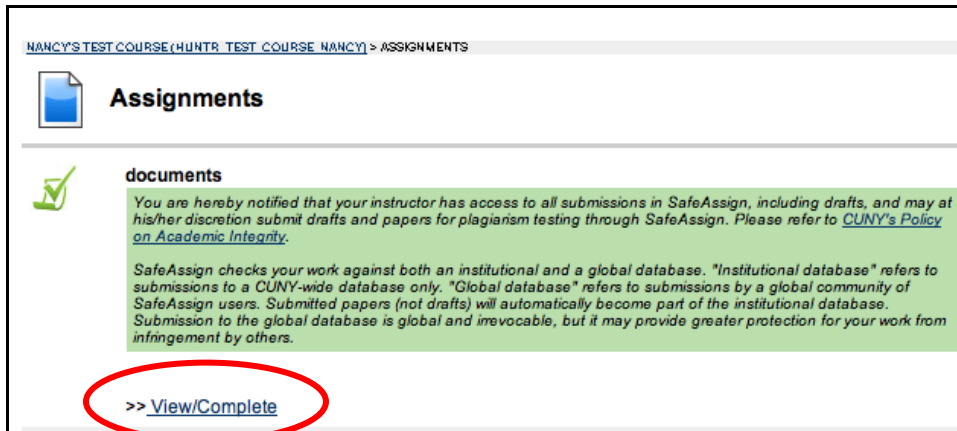 NANCY'S TEST COURSE (HUNTR_TEST_COURSE_NANCY) > ASSIGNMENTS
Assignments
documents
You are hereby notified that your instructor has access to all submissions in SafeAssign, including drafts, and may at
his/her discretion submit drafts and papers for plagiarism testing through SafeAssign. Please refer to CUNY's Policy
on Academic Integrity.
SafeAssign checks your work against both an institutional and a global database. "Institutional database" refers to
submissions to a CUNY-wide database only. "Global database" refers to submissions by a global community of
SafeAssign users. Submitted papers (not drafts) will automatically become part of the institutional database.
Submission to the global database is global and irrevocable, but it may provide greater protection for your work from
infringement by others.
>> View/Complete